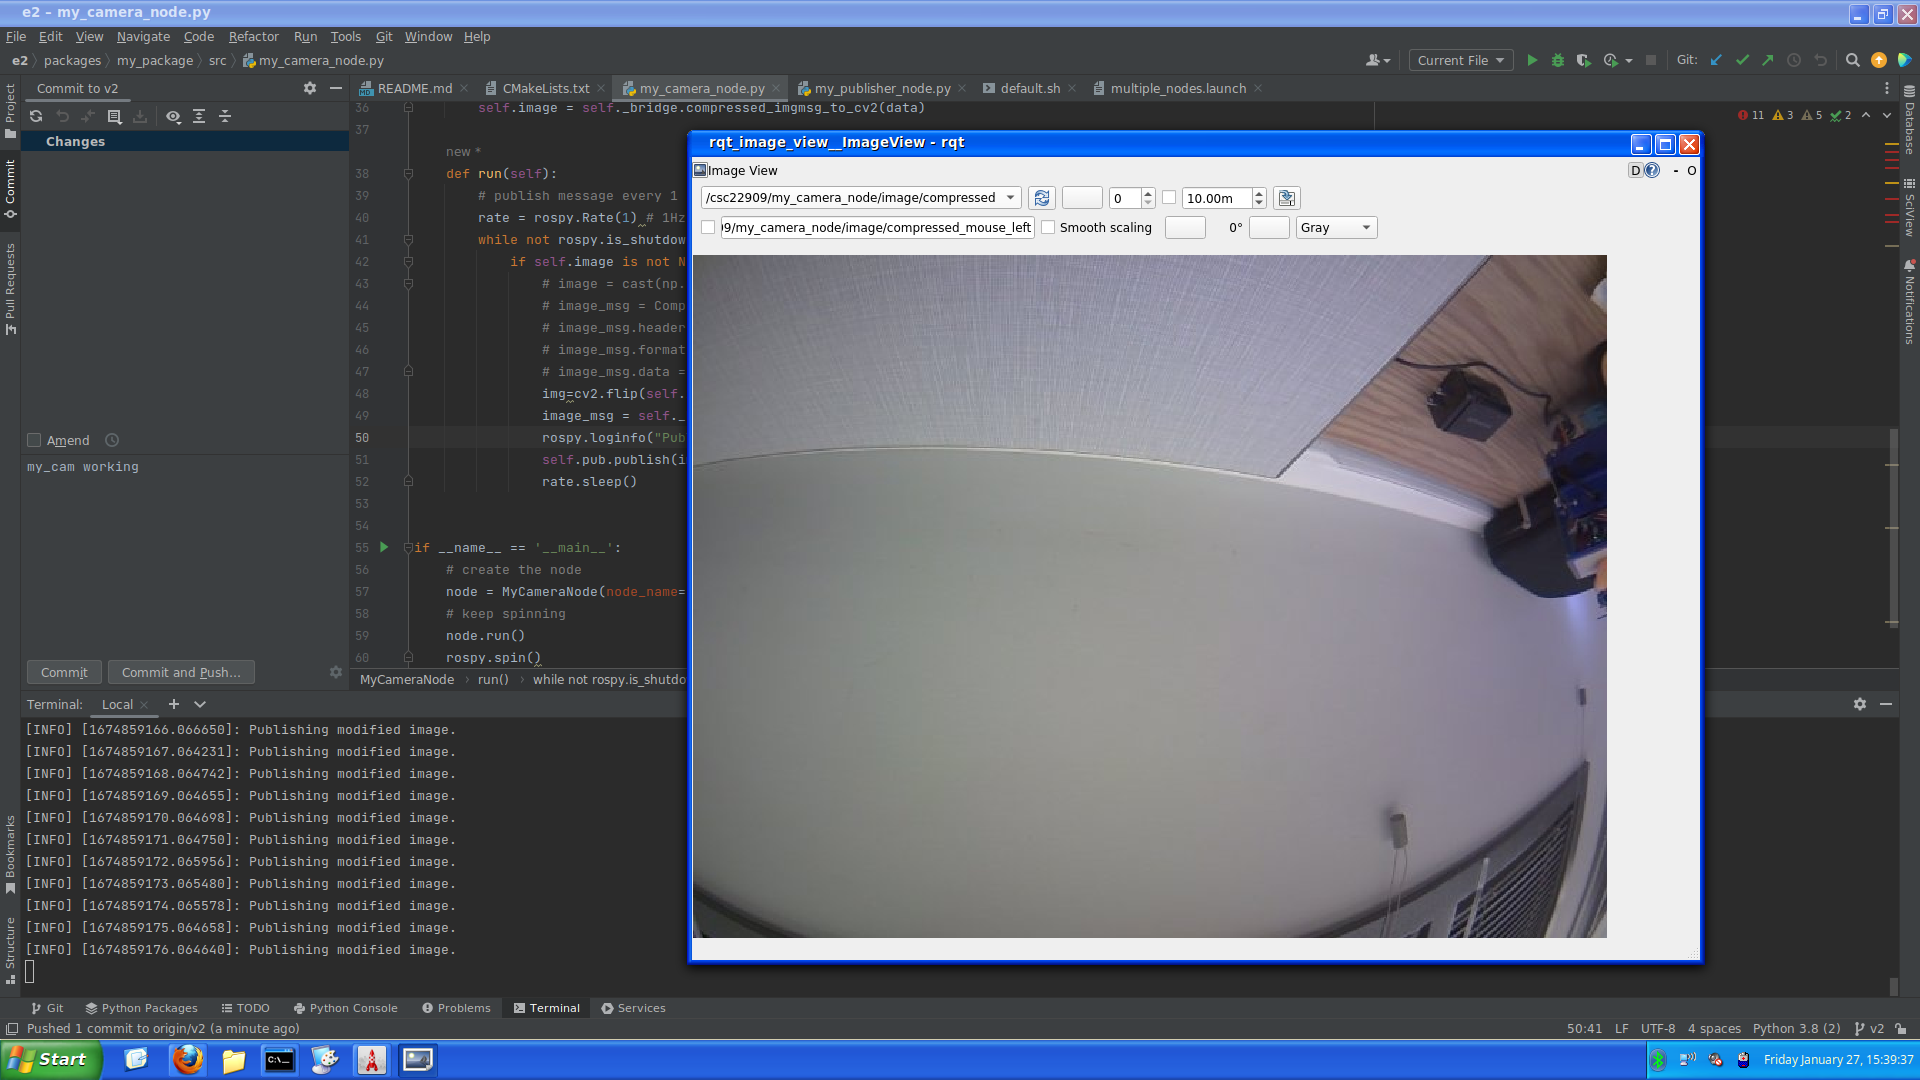 e2 – my_camera_node.py
File Edit View Navigate Code Refactor Run Tools Git Window Help
e2 packages my_package src my_camera_node.py
Current File Git:
Commit to v2
README.md CMakeLists.txt my_camera_node.py my_publisher_node.py default.sh multiple_nodes.launch
Project
Commit
Pull Requests
Bookmarks
Structure
Database
SciView
Notifications
Changes
11 3 5 2
36 self.image = self._bridge.compressed_imgmsg_to_cv2(data)
37
new *
38 def run(self):
39 # publish message every 1
40 rate = rospy.Rate(1) # 1Hz
41 while not rospy.is_shutdow
42 if self.image is not N
43 # image = cast(np.
44 # image_msg = Comp
45 # image_msg.header
46 # image_msg.format
47 # image_msg.data =
48 img=cv2.flip(self.
49 image_msg = self._
50 rospy.loginfo("Pub
51 self.pub.publish(i
52 rate.sleep()
53
54
55 if __name__ == '__main__':
56 # create the node
57 node = MyCameraNode(node_name=
58 # keep spinning
59 node.run()
60 rospy.spin()
MyCameraNode run() while not rospy.is_shutdo
Amend
my_cam working
Commit Commit and Push...
rqt_image_view__ImageView - rqt
Image View D - O
/csc22909/my_camera_node/image/compressed 0 10.00m
9/my_camera_node/image/compressed_mouse_left Smooth scaling 0° Gray
Terminal: Local
[INFO] [1674859166.066650]: Publishing modified image.
[INFO] [1674859167.064231]: Publishing modified image.
[INFO] [1674859168.064742]: Publishing modified image.
[INFO] [1674859169.064655]: Publishing modified image.
[INFO] [1674859170.064698]: Publishing modified image.
[INFO] [1674859171.064750]: Publishing modified image.
[INFO] [1674859172.065956]: Publishing modified image.
[INFO] [1674859173.065480]: Publishing modified image.
[INFO] [1674859174.065578]: Publishing modified image.
[INFO] [1674859175.064658]: Publishing modified image.
[INFO] [1674859176.064640]: Publishing modified image.
Git Python Packages TODO Python Console Problems Terminal Services
Pushed 1 commit to origin/v2 (a minute ago) 50:41 LF UTF-8 4 spaces Python 3.8 (2) v2
Start C:\_ Friday January 27, 15:39:37